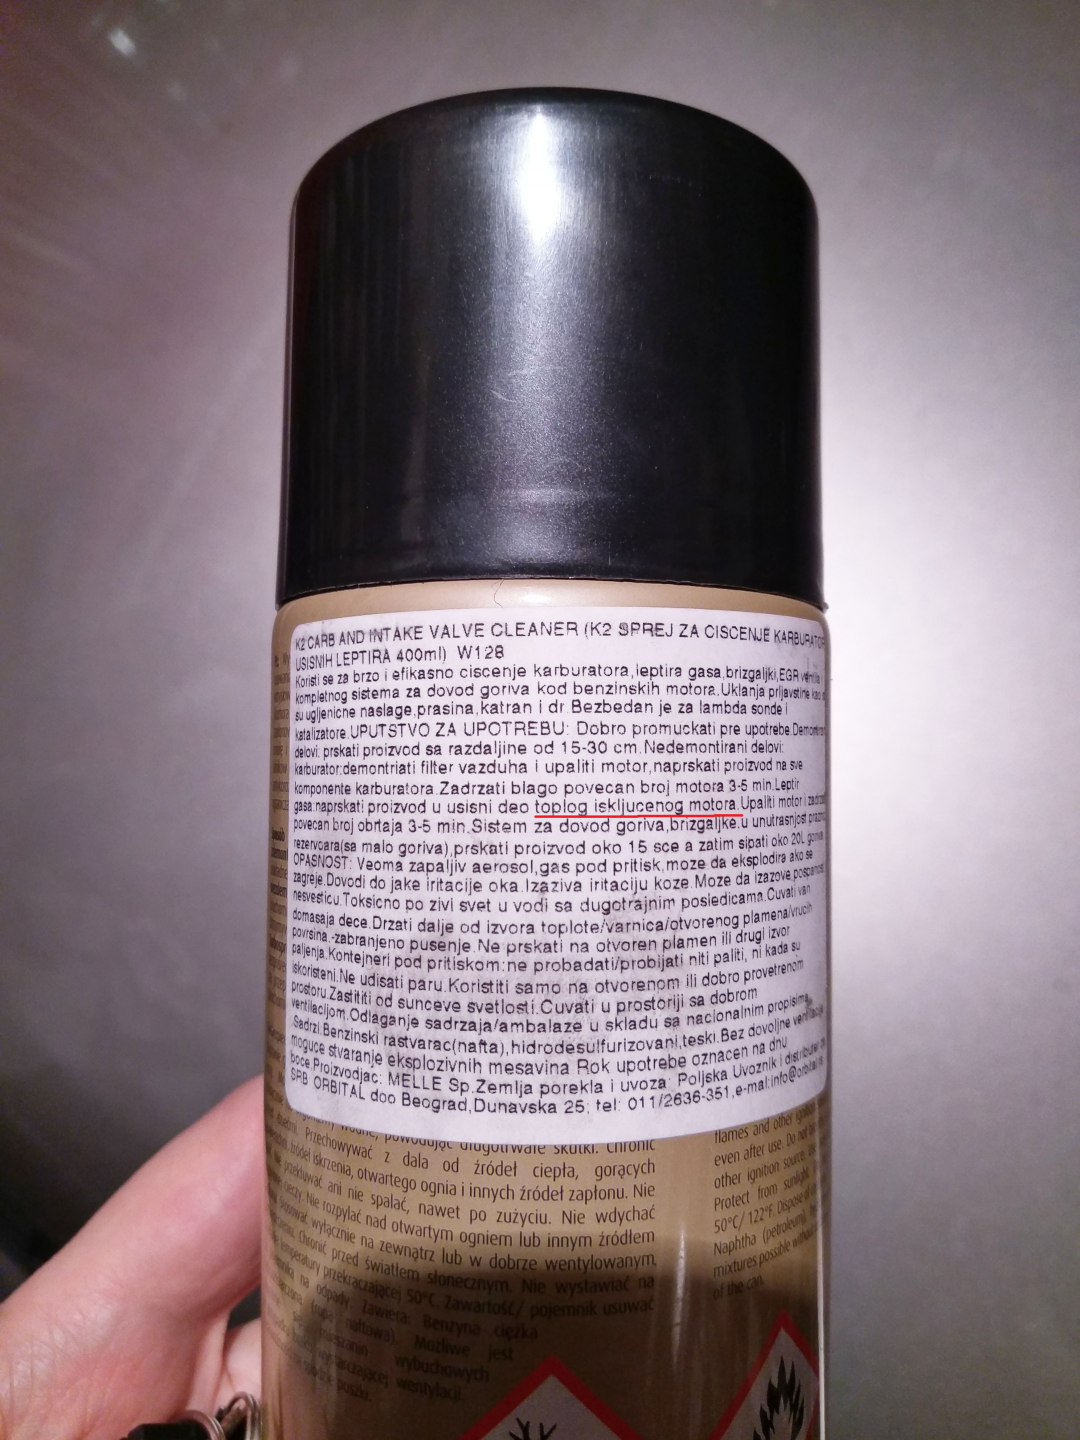 K2 CARB AND INTAKE VALVE CLEANER (K2 SPREJ ZA CISCENJE KARBURATOR
USISNIH LEPTIRA 400ml) W128
Koristi se za brzo i efikasno ciscenje karburatora,leptira gasa,brizgaljki,EGR
kompletnog sistema za dovod goriva kod benzinskih motora.Uklanja prljavstine kao
su ugljenicne naslage,prasina,katran i dr.Bezbedan je za lambda sonde i
katalizatore.UPUTSTVO ZA UPOTREBU: Dobro promuckati pre upotrebe.Demontirani
delovi: prskati proizvod sa razdaljine od 15-30 cm.Nedemontirani delovi:
karburator:demontriati filter vazduha i upaliti motor,naprskati proizvod na sve
komponente karburatora.Zadrzati blago povecan broj motora 3-5 min.Leptir
gasa:naprskati proizvod u usisni deo toplog iskljucenog motora.Upaliti motor i
povecan broj obrtaja 3-5 min.Sistem za dovod goriva,brizgaljke:u unutrasnjost
rezervoara(sa malo goriva),prskati proizvod oko 15 sce a zatim sipati oko 20L goriva
OPASNOST: Veoma zapaljiv aerosol,gas pod pritisk,moze da eksplodira ako se
zagreje.Dovodi do jake iritacije oka.Izaziva iritaciju koze.Moze da izazove pospanost
nesvesticu.Toksicno po zivi svet u vodi sa dugotrajnim posledicama.Cuvati van
domasaja dece.Drzati dalje od izvora toplote/varnica/otvorenog plamena/vrucih
povrsina.-zabranjeno pusenje.Ne prskati na otvoren plamen ili drugi izvor
paljenja.Kontejneri pod pritiskom:ne probadati/probijati niti paliti, ni kada su
iskoristeni.Ne udisati paru.Koristiti samo na otvorenom ili dobro provetrenom
prostoru.Zastititi od sunceve svetlosti.Cuvati u prostoriji sa dobrom
ventilacijom.Odlaganje sadrzaja/ambalaze u skladu sa nacionalnim propisima.
Sadrzi:Benzinski rastvarac(nafta),hidrodesulfurizovani,teski.Bez dovoljne ventilacije
moguce stvaranje eksplozivnih mesavina Rok upotrebe oznacen na dnu
boce.Proizvodjac: MELLE Sp.Zemlja porekla i uvoza: Poljska Uvoznik i distributer
SRB ORBITAL doo Beograd,Dunavska 25; tel: 011/2636-351,e-mal:info@
wodne, powodując długotrwałe skutki. Chronić
Przechowywać z dala od źródeł ciepła, gorących
źródeł iskrzenia, otwartego ognia i innych źródeł zapłonu. Nie
przekłuwać ani nie spalać, nawet po zużyciu. Nie wdychać
cieczy. Nie rozpylać nad otwartym ogniem lub innym źródłem
wyłącznie na zewnątrz lub w dobrze wentylowanym
Chronić przed światłem słonecznym. Nie wystawiać na
temperatury przekraczającej 50°C. Zawartość/ pojemnik usuwać
na odpady. Zawiera: Benzyna ciężka
naftowa). Możliwe jest
mieszanin wybuchowych
wentylacji.
flames and other ignition
even after use. Do not
other ignition source.
Protect from sunlight.
50°C/ 122°F. Dispose of
Naphtha (petroleum),
mixtures possible without
of the can.